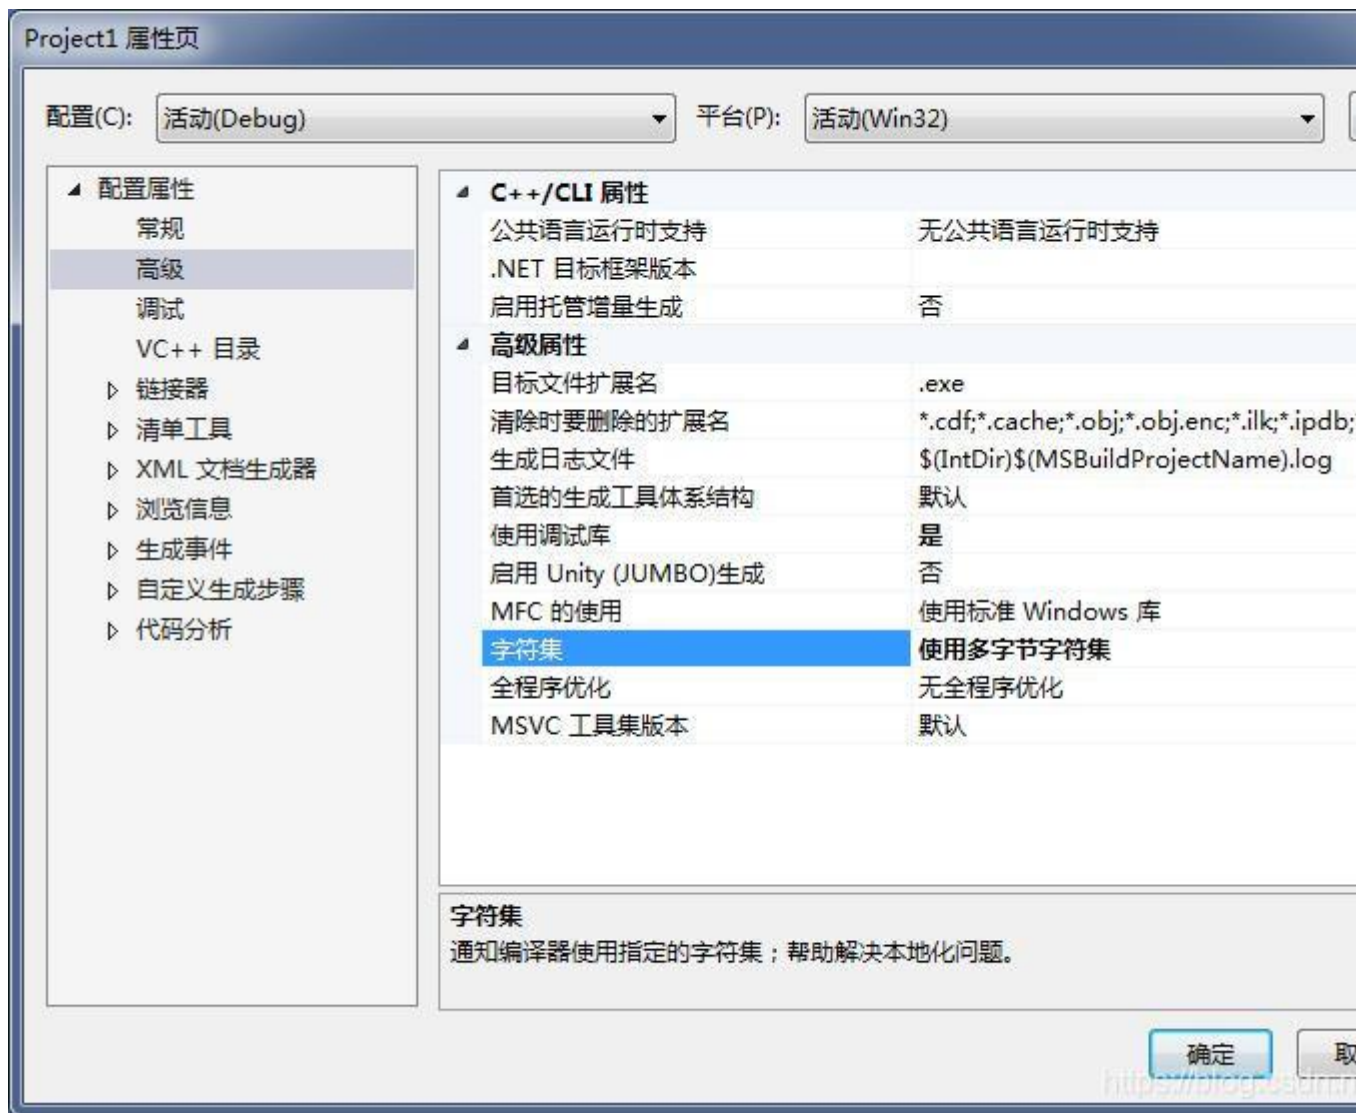 Project1 属性页
配置(C): 活动(Debug) 平台(P): 活动(Win32)
配置属性
常规
高级
调试
VC++ 目录
链接器
清单工具
XML 文档生成器
浏览信息
生成事件
自定义生成步骤
代码分析
C++/CLI 属性
公共语言运行时支持 无公共语言运行时支持
.NET 目标框架版本
启用托管增量生成 否
高级属性
目标文件扩展名 .exe
清除时要删除的扩展名 *.cdf;*.cache;*.obj;*.obj.enc;*.ilk;*.ipdb;
生成日志文件 $(IntDir)$(MSBuildProjectName).log
首选的生成工具体系结构 默认
使用调试库 是
启用 Unity (JUMBO)生成 否
MFC 的使用 使用标准 Windows 库
字符集 使用多字节字符集
全程序优化 无全程序优化
MSVC 工具集版本 默认
字符集
通知编译器使用指定的字符集；帮助解决本地化问题。
确定 取
https://blog.csdn.n